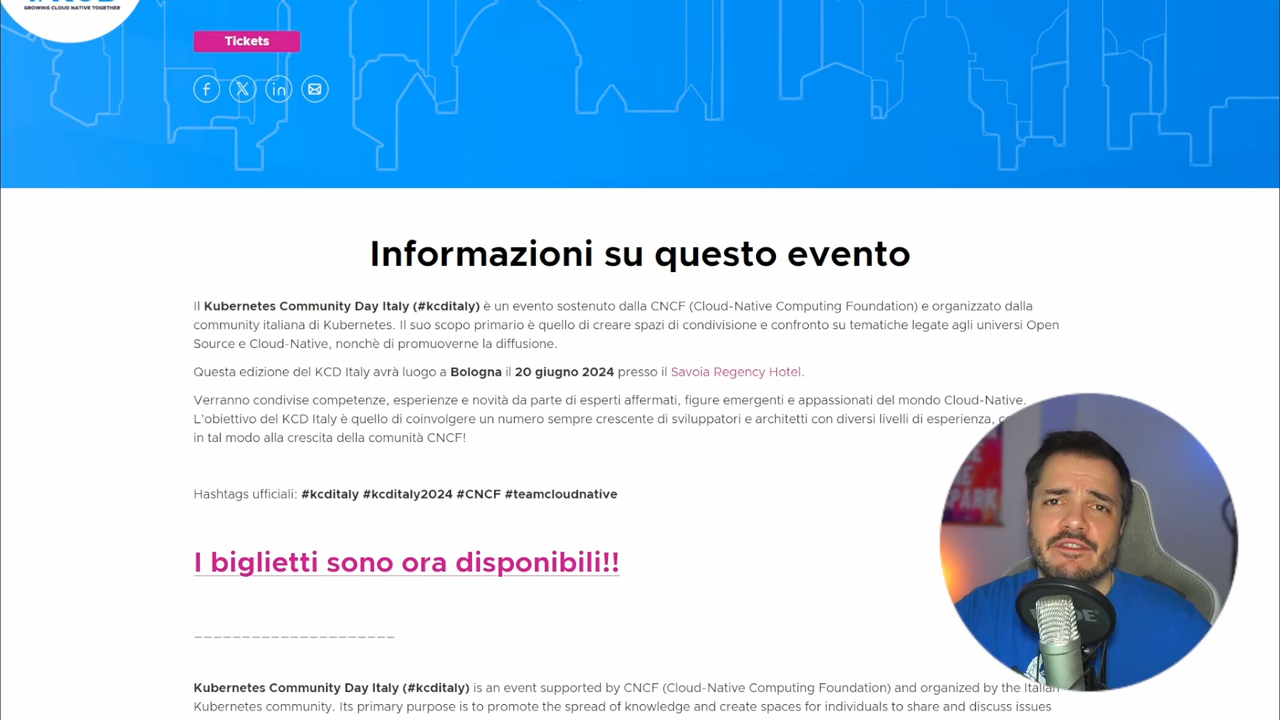 GROWING CLOUD NATIVE TOGETHER
Tickets
Informazioni su questo evento
Il Kubernetes Community Day Italy (#kcditaly) è un evento sostenuto dalla CNCF (Cloud-Native Computing Foundation) e organizzato dalla
community italiana di Kubernetes. Il suo scopo primario è quello di creare spazi di condivisione e confronto su tematiche legate agli universi Open
Source e Cloud-Native, nonchè di promuoverne la diffusione.
Questa edizione del KCD Italy avrà luogo a Bologna il 20 giugno 2024 presso il Savoia Regency Hotel.
Verranno condivise competenze, esperienze e novità da parte di esperti affermati, figure emergenti e appassionati del mondo Cloud-Native.
L'obiettivo del KCD Italy è quello di coinvolgere un numero sempre crescente di sviluppatori e architetti con diversi livelli di esperienza,
in tal modo alla crescita della comunità CNCF!
Hashtags ufficiali: #kcditaly #kcditaly2024 #CNCF #teamcloudnative
I biglietti sono ora disponibili!!
_____________________
Kubernetes Community Day Italy (#kcditaly) is an event supported by CNCF (Cloud-Native Computing Foundation) and organized by the Italian
Kubernetes community. Its primary purpose is to promote the spread of knowledge and create spaces for individuals to share and discuss issues